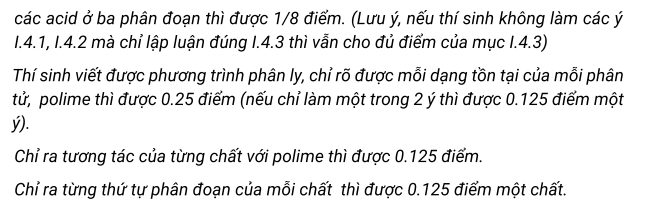 các acid ở ba phân đoạn thì được 1/8 điểm. (Lưu ý, nếu thí sinh không làm các ý
I.4.1, I.4.2 mà chỉ lập luận đúng I.4.3 thì vẫn cho đủ điểm của mục I.4.3)
Thí sinh viết được phương trình phân ly, chỉ rõ được mỗi dạng tồn tại của mỗi phân
tử, polime thì được 0.25 điểm (nếu chỉ làm một trong 2 ý thì được 0.125 điểm một
ý).
Chỉ ra tương tác của từng chất với polime thì được 0.125 điểm.
Chỉ ra từng thứ tự phân đoạn của mỗi chất thì được 0.125 điểm một chất.